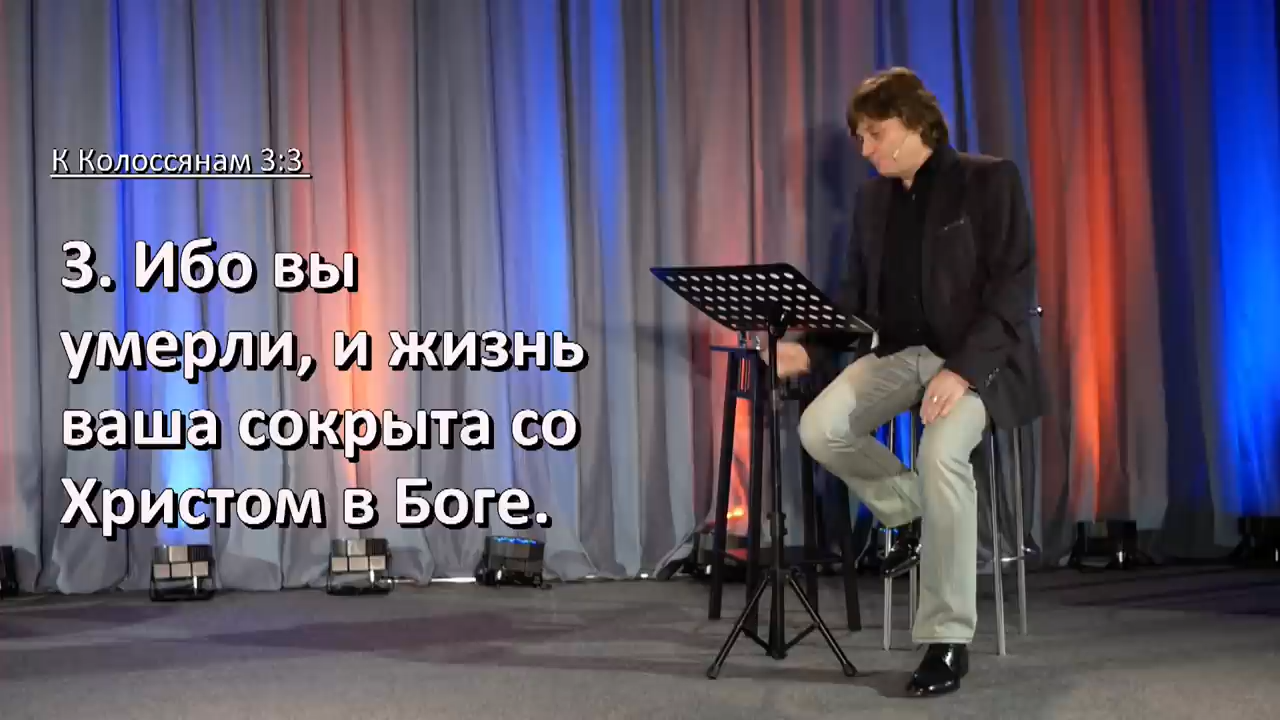 К Колоссянам 3:3
3. Ибо вы
умерли, и жизнь
ваша сокрыта со
Христом в Боге.